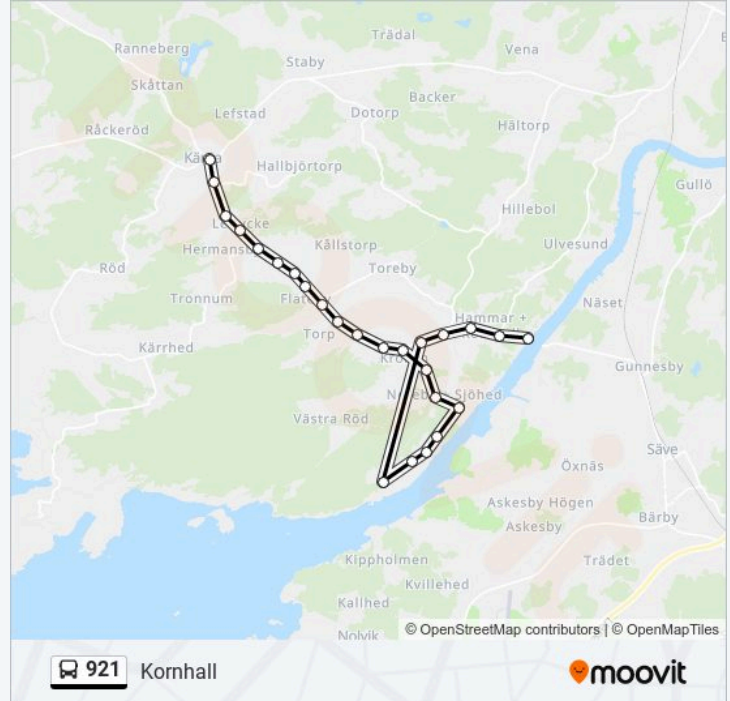 Trädal
Ranneberg
Vena
Staby
Skåttan
Backer
Lefstad
Dotorp
Råckeröd
Hältorp
Hallbjörtorp
Gullö
Hillebol
Kållstorp
Ulvesund
Röd
Toreby
Tronnum
Näset
Hammar +
Torp
Kärrhed
Gunnesby
Sjöhed
Västra Röd
Säve
Öxnäs
Askesby Högen
Bärby
Askesby
Kippholmen
Trädet
Kvillehed
Kallhed
Nolvik
© OpenStreetMap contributors | © OpenMapTiles
921 Kornhall
moovit